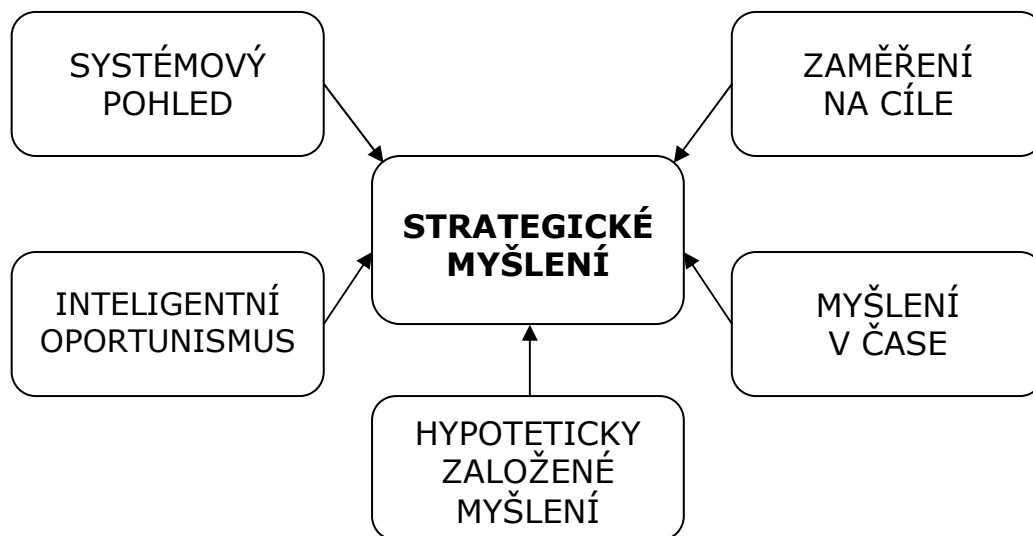 SYSTÉMOVÝ
POHLED
ZAMĚŘENÍ
NA CÍLE
STRATEGICKÉ
MYŠLENÍ
INTELIGENTNÍ
OPORTUNISMUS
MYŠLENÍ
V ČASE
HYPOTETICKY
ZALOŽENÉ
MYŠLENÍ